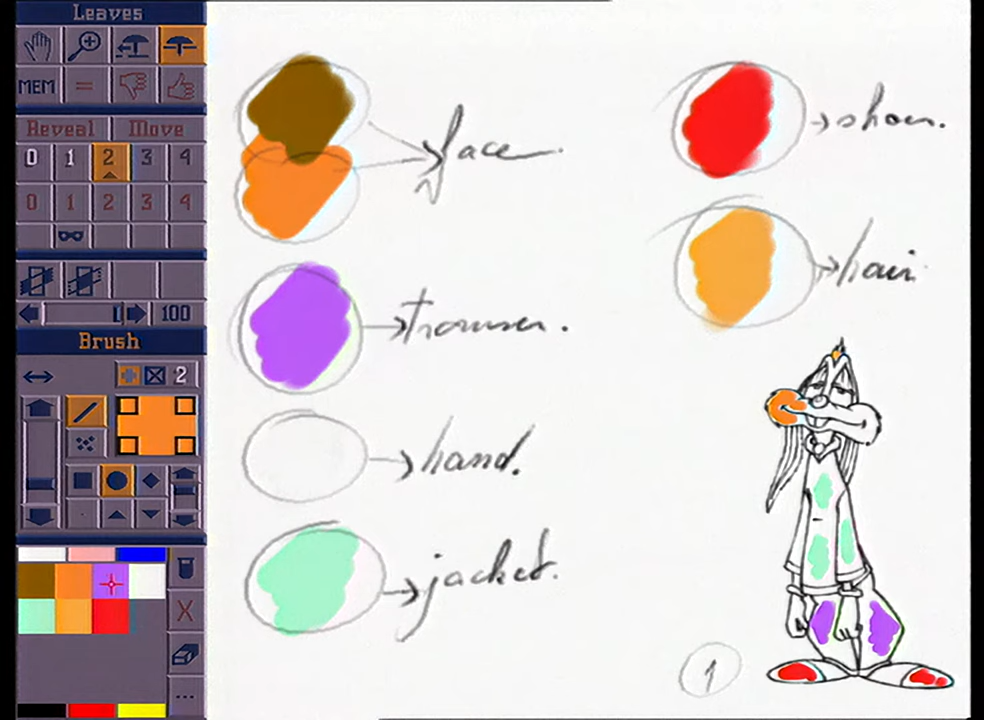 Leaves
MEM =
Reveal Move
0 1 2 3 4
0 1 2 3 4
100
Brush
2
X
...
face
trouser.
hand.
jacket.
shoes.
hair
1